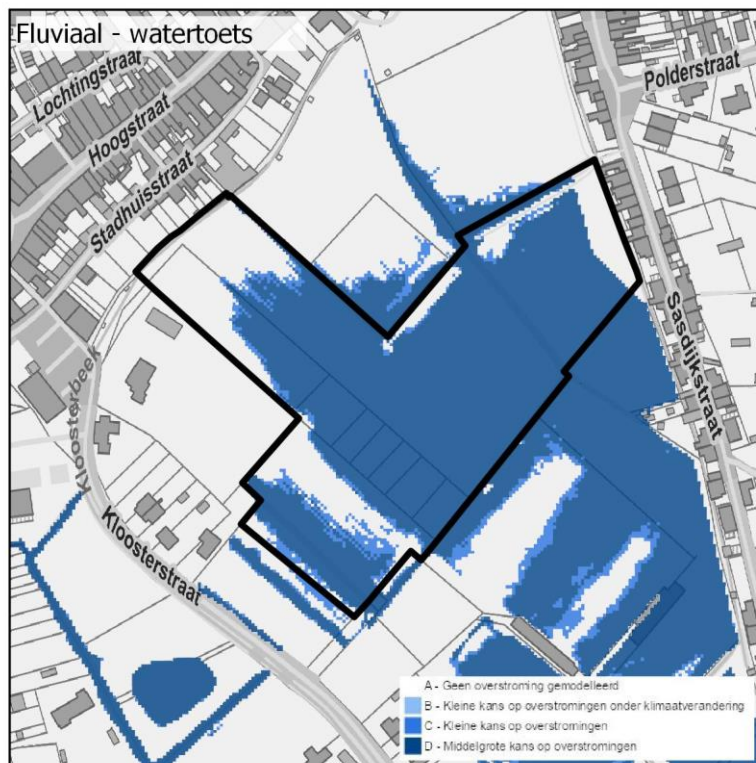 Fluviaal - watertoets
Lochtingstraat
Hoogstraat
Stadhuisstraat
Polderstraat
Sasdijkstraat
Kloosterbeek
Kloosterstraat
A - Geen overstroming gemodelleerd
B - Kleine kans op overstromingen onder klimaatverandering
C - Kleine kans op overstromingen
D - Middelgrote kans op overstromingen